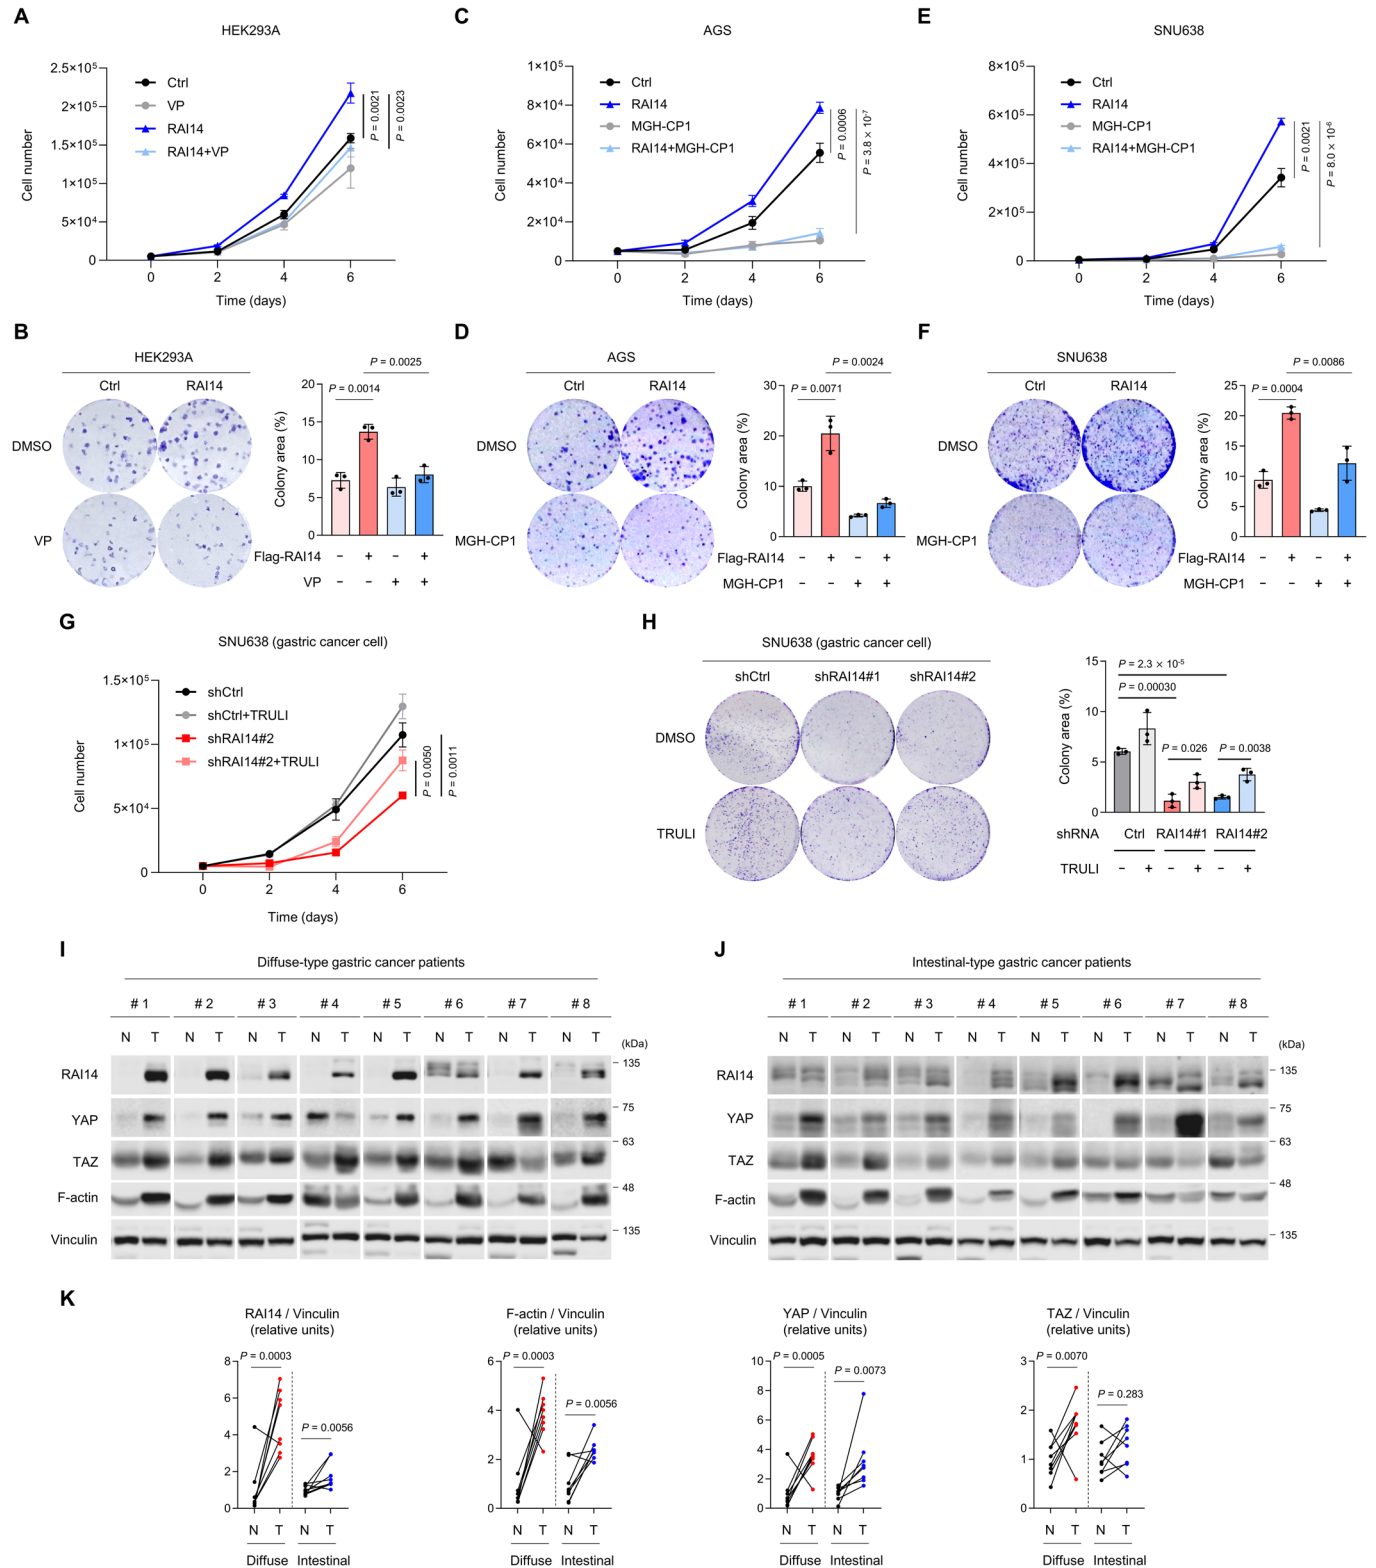 A
HEK293A
Cell number
2.5×10⁵
2×10⁵
1.5×10⁵
1×10⁵
5×10⁴
0
Ctrl
VP
RAI14
RAI14+VP
P = 0.0021
P = 0.0023
0 2 4 6
Time (days)
C
AGS
Cell number
1×10⁵
8×10⁴
6×10⁴
4×10⁴
2×10⁴
0
Ctrl
RAI14
MGH-CP1
RAI14+MGH-CP1
P = 0.0006
P = 3.8 × 10⁻⁷
0 2 4 6
Time (days)
E
SNU638
Cell number
8×10⁵
6×10⁵
4×10⁵
2×10⁵
0
Ctrl
RAI14
MGH-CP1
RAI14+MGH-CP1
P = 0.0021
P = 8.0 × 10⁻⁶
0 2 4 6
Time (days)
B
HEK293A
Ctrl RAI14
DMSO
VP
Colony area (%)
20
15
10
5
0
P = 0.0025
P = 0.0014
Flag-RAI14 − + − +
VP − − + +
D
AGS
Ctrl RAI14
DMSO
MGH-CP1
Colony area (%)
30
20
10
0
P = 0.0024
P = 0.0071
Flag-RAI14 − + − +
MGH-CP1 − − + +
F
SNU638
Ctrl RAI14
DMSO
MGH-CP1
Colony area (%)
25
20
15
10
5
0
P = 0.0086
P = 0.0004
Flag-RAI14 − + − +
MGH-CP1 − − + +
G
SNU638 (gastric cancer cell)
Cell number
1.5×10⁵
1×10⁵
5×10⁴
0
shCtrl
shCtrl+TRULI
shRAI14#2
shRAI14#2+TRULI
P = 0.0050
P = 0.0011
0 2 4 6
Time (days)
H
SNU638 (gastric cancer cell)
shCtrl shRAI14#1 shRAI14#2
DMSO
TRULI
Colony area (%)
15
10
5
0
P = 2.3 × 10⁻⁵
P = 0.00030
P = 0.026
P = 0.0038
shRNA Ctrl RAI14#1 RAI14#2
TRULI − + − + − +
I
Diffuse-type gastric cancer patients
# 1 # 2 # 3 # 4 # 5 # 6 # 7 # 8
N T N T N T N T N T N T N T N T
(kDa)
RAI14 135
YAP 75
TAZ 63
F-actin 48
Vinculin 135
J
Intestinal-type gastric cancer patients
# 1 # 2 # 3 # 4 # 5 # 6 # 7 # 8
N T N T N T N T N T N T N T N T
(kDa)
RAI14 135
YAP 75
TAZ 63
F-actin 48
Vinculin 135
K
RAI14 / Vinculin
(relative units)
P = 0.0003
P = 0.0056
8
6
4
2
0
N T N T
Diffuse Intestinal
F-actin / Vinculin
(relative units)
P = 0.0003
P = 0.0056
6
4
2
0
N T N T
Diffuse Intestinal
YAP / Vinculin
(relative units)
P = 0.0005
P = 0.0073
10
8
6
4
2
0
N T N T
Diffuse Intestinal
TAZ / Vinculin
(relative units)
P = 0.0070
P = 0.283
3
2
1
0
N T N T
Diffuse Intestinal